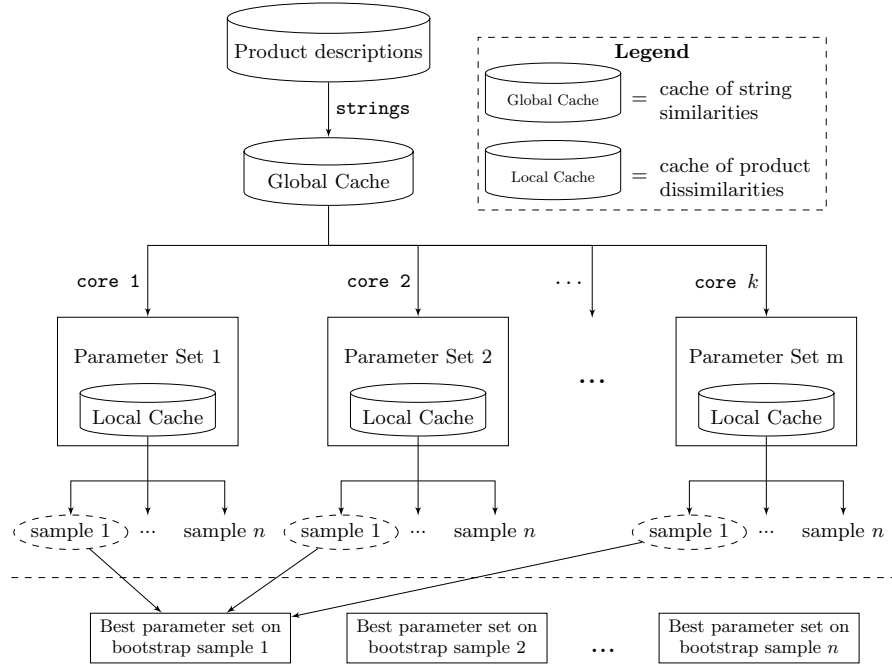 Product descriptions
Legend
Global Cache
= cache of string
similarities
Local Cache
= cache of product
dissimilarities
strings
Global Cache
core 1
core 2
...
core k
Parameter Set 1
Local Cache
Parameter Set 2
Local Cache
...
Parameter Set m
Local Cache
sample 1 ... sample n
sample 1 ... sample n
sample 1 ... sample n
Best parameter set on
bootstrap sample 1
Best parameter set on
bootstrap sample 2
...
Best parameter set on
bootstrap sample n